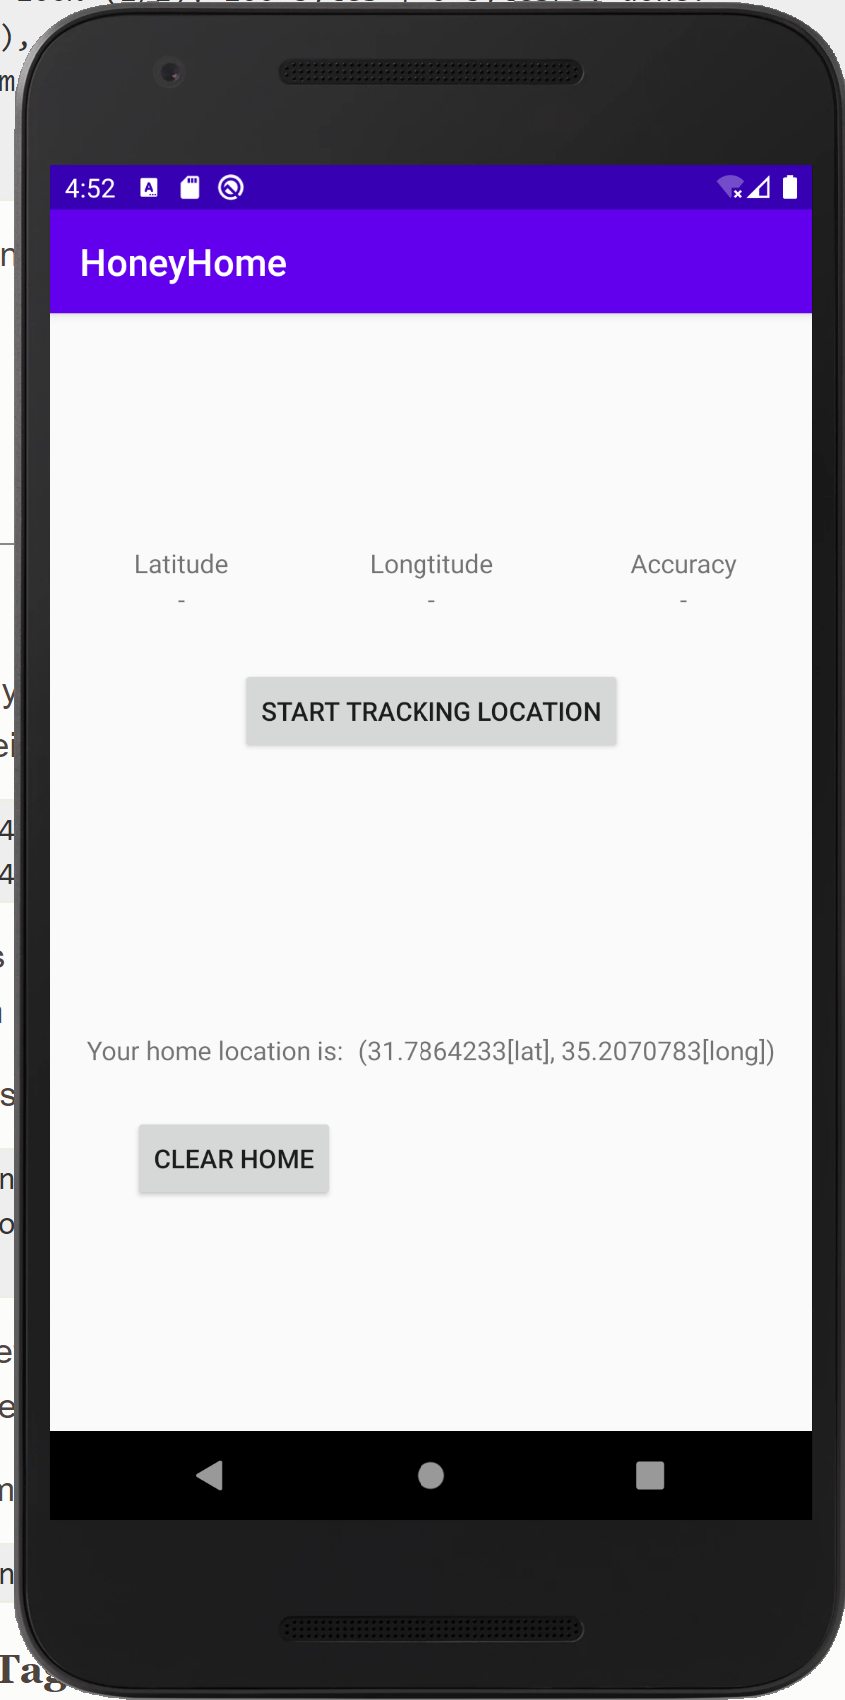 4:52
HoneyHome
Latitude Longtitude Accuracy
- - -
START TRACKING LOCATION
Your home location is: (31.7864233[lat], 35.2070783[long])
CLEAR HOME
Tag